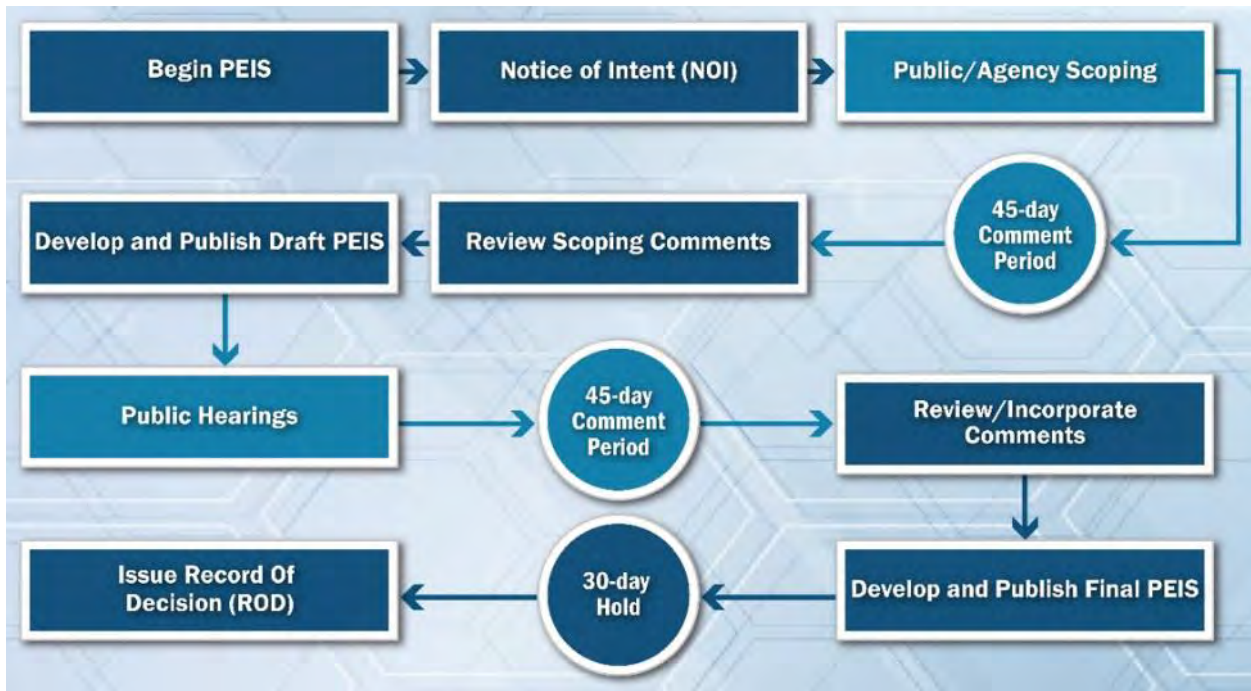 Begin PEIS
Notice of Intent (NOI)
Public/Agency Scoping
45-day
Comment
Period
Review Scoping Comments
Develop and Publish Draft PEIS
Public Hearings
45-day
Comment
Period
Review/Incorporate
Comments
Develop and Publish Final PEIS
30-day
Hold
Issue Record Of
Decision (ROD)